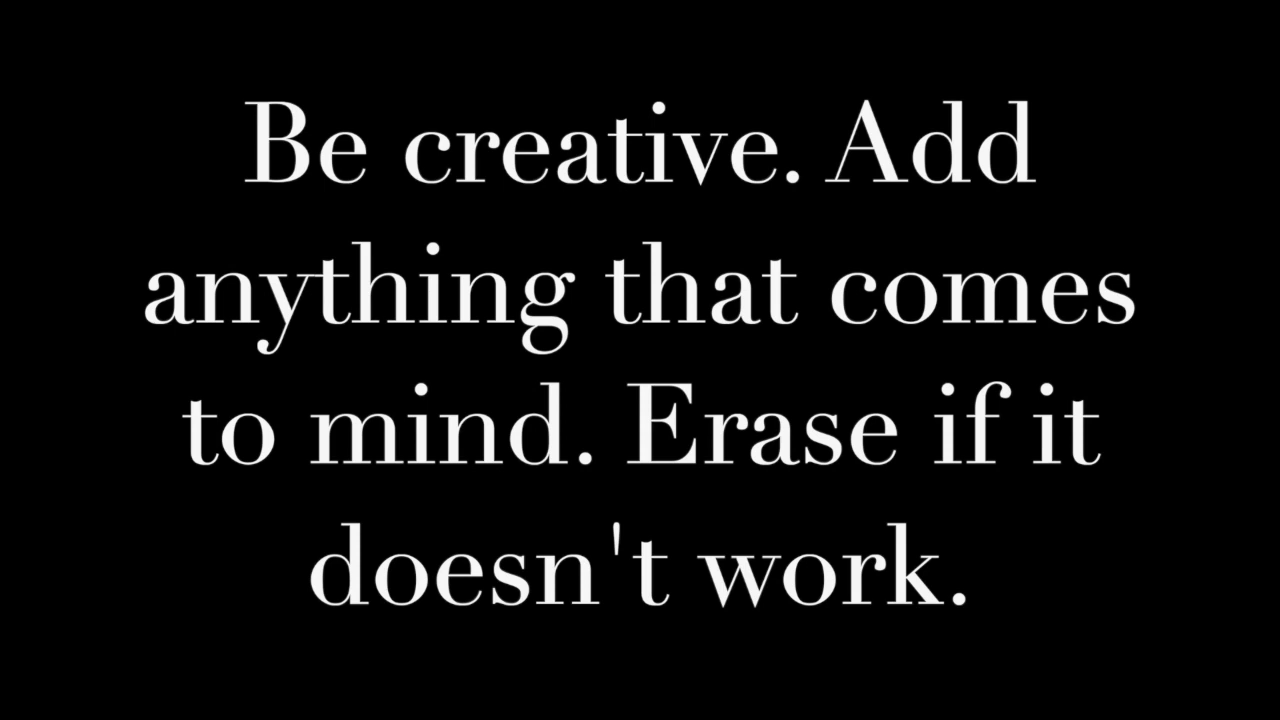 Be creative. Add
anything that comes
to mind. Erase if it
doesn't work.